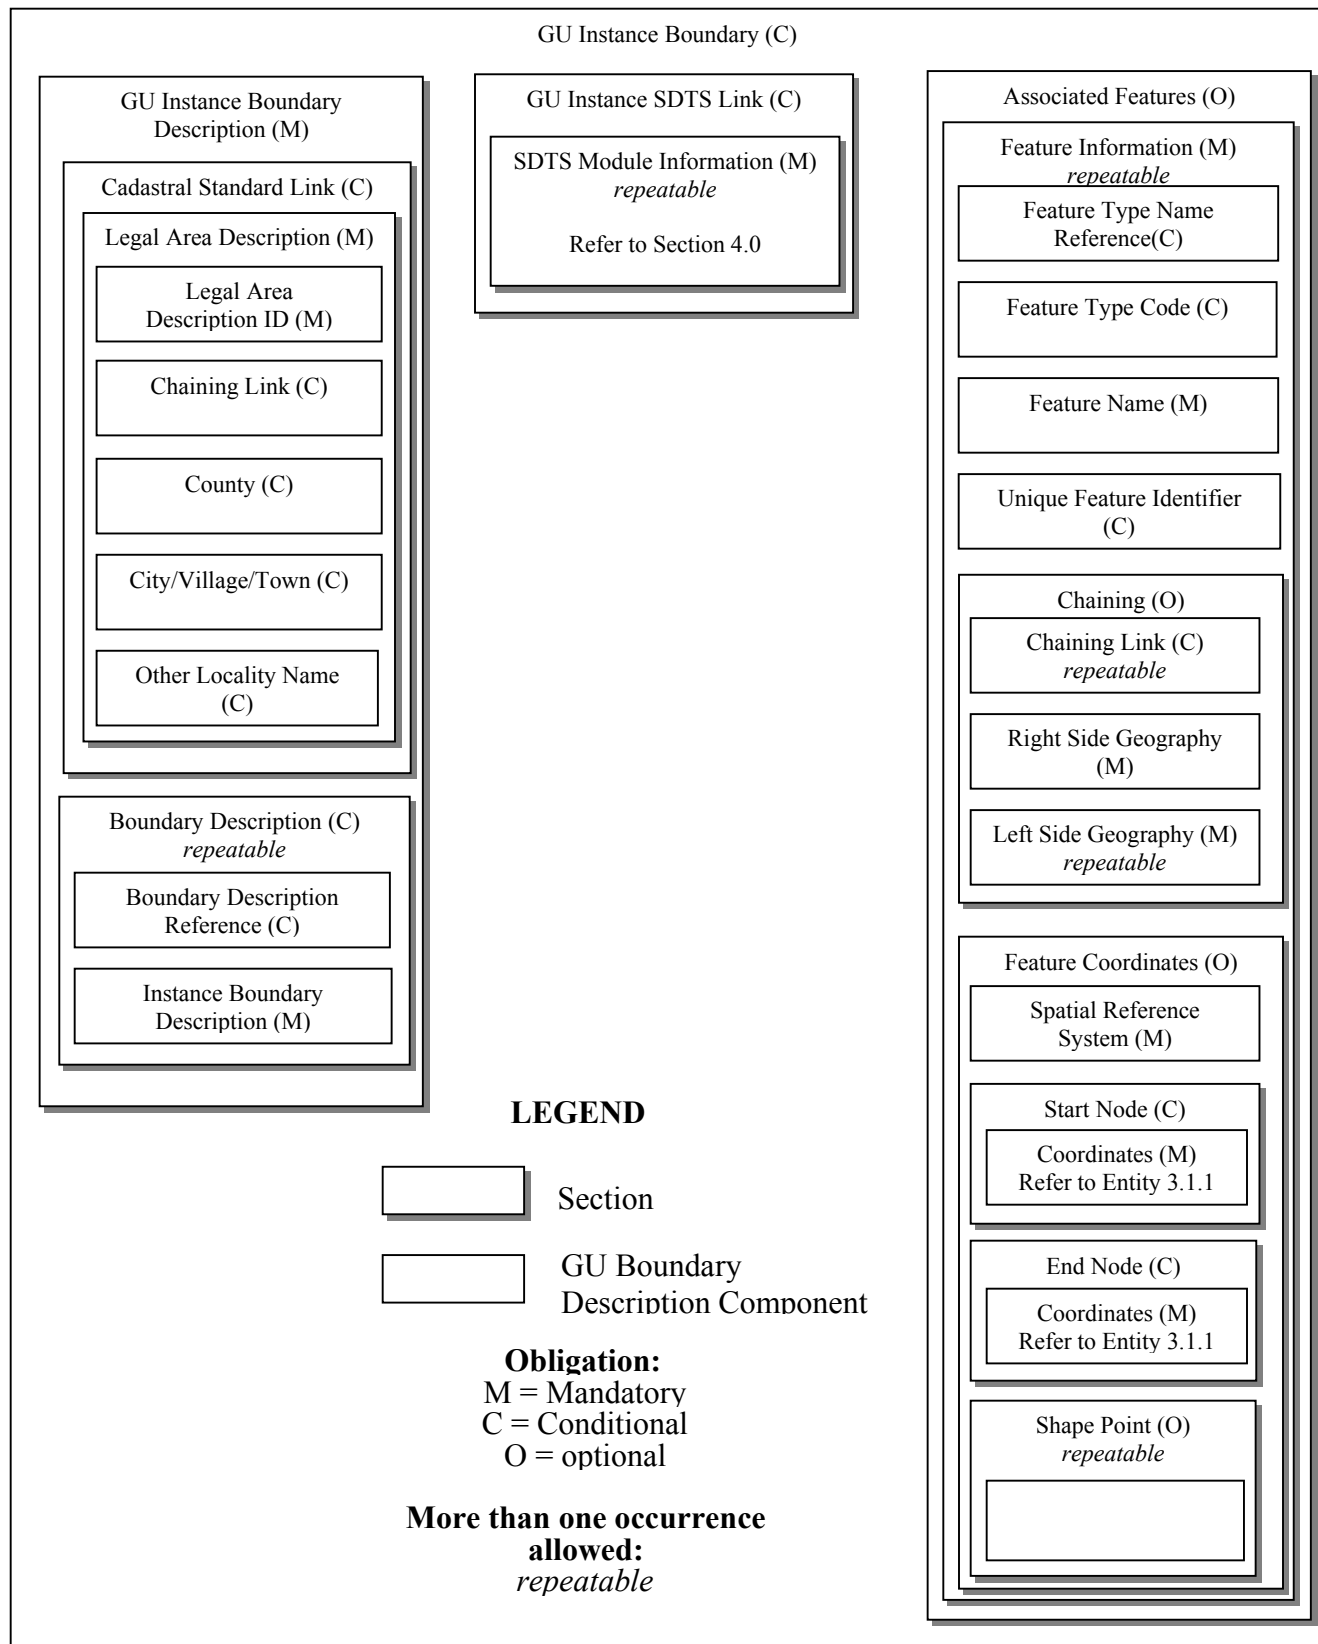 GU Instance Boundary (C)
GU Instance Boundary
Description (M)
Cadastral Standard Link (C)
Legal Area Description (M)
Legal Area
Description ID (M)
Chaining Link (C)
County (C)
City/Village/Town (C)
Other Locality Name
(C)
Boundary Description (C)
repeatable
Boundary Description
Reference (C)
Instance Boundary
Description (M)
GU Instance SDTS Link (C)
SDTS Module Information (M)
repeatable
Refer to Section 4.0
Associated Features (O)
Feature Information (M)
repeatable
Feature Type Name
Reference(C)
Feature Type Code (C)
Feature Name (M)
Unique Feature Identifier
(C)
Chaining (O)
Chaining Link (C)
repeatable
Right Side Geography
(M)
Left Side Geography (M)
repeatable
Feature Coordinates (O)
Spatial Reference
System (M)
Start Node (C)
Coordinates (M)
Refer to Entity 3.1.1
End Node (C)
Coordinates (M)
Refer to Entity 3.1.1
Shape Point (O)
repeatable
LEGEND
Section
GU Boundary
Description Component
Obligation:
M = Mandatory
C = Conditional
O = optional
More than one occurrence
allowed:
repeatable